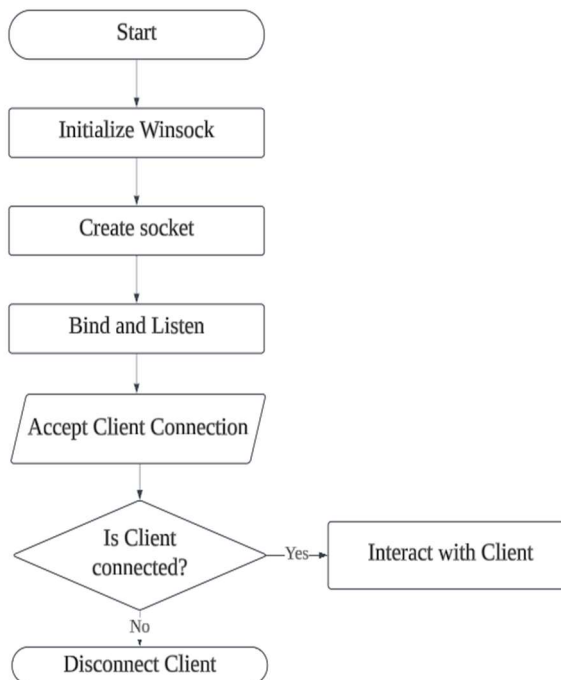 Start
Initialize Winsock
Create socket
Bind and Listen
Accept Client Connection
Is Client
connected?
Yes
Interact with Client
No
Disconnect Client